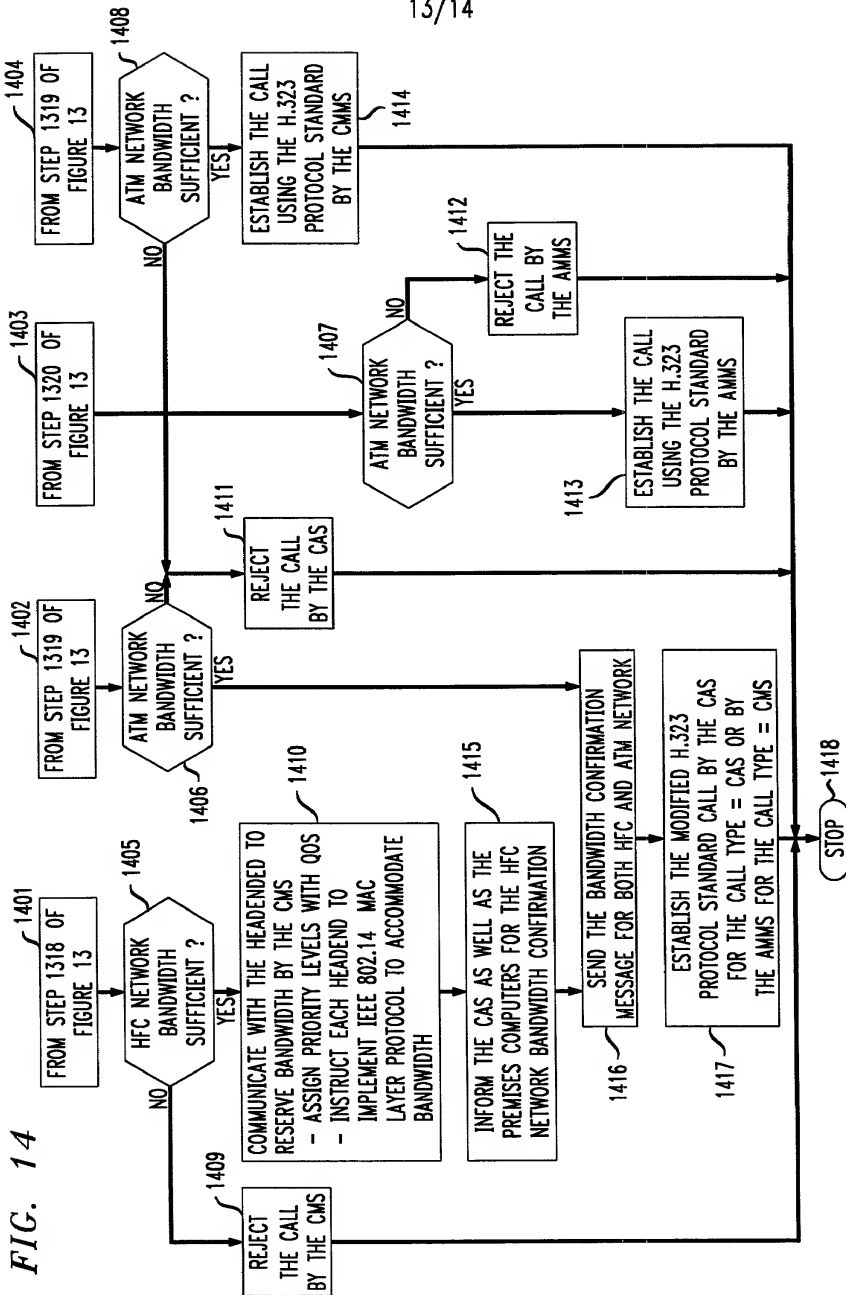 13/14
FIG. 14
1401
FROM STEP 1318 OF
FIGURE 13
1402
FROM STEP 1319 OF
FIGURE 13
1403
FROM STEP 1320 OF
FIGURE 13
1404
FROM STEP 1319 OF
FIGURE 13
1405
HFC NETWORK
BANDWIDTH
SUFFICIENT ?
NO
YES
1406
ATM NETWORK
BANDWIDTH
SUFFICIENT ?
NO
YES
1407
ATM NETWORK
BANDWIDTH
SUFFICIENT ?
NO
YES
1408
ATM NETWORK
BANDWIDTH
SUFFICIENT ?
NO
YES
1409
REJECT
THE CALL
BY THE CMS
1410
COMMUNICATE WITH THE HEADENDED TO
RESERVE BANDWIDTH BY THE CMS
- ASSIGN PRIORITY LEVELS WITH QOS
- INSTRUCT EACH HEADEND TO
IMPLEMENT IEEE 802.14 MAC
LAYER PROTOCOL TO ACCOMMODATE
BANDWIDTH
1411
REJECT
THE CALL
BY THE CAS
1412
REJECT THE
CALL BY
THE AMMS
1413
ESTABLISH THE CALL
USING THE H.323
PROTOCOL STANDARD
BY THE AMMS
1414
ESTABLISH THE CALL
USING THE H.323
PROTOCOL STANDARD
BY THE CMMS
1415
INFORM THE CAS AS WELL AS THE
PREMISES COMPUTERS FOR THE HFC
NETWORK BANDWIDTH CONFIRMATION
1416
SEND THE BANDWIDTH CONFIRMATION
MESSAGE FOR BOTH HFC AND ATM NETWORK
1417
ESTABLISH THE MODIFIED H.323
PROTOCOL STANDARD CALL BY THE CAS
FOR THE CALL TYPE = CAS OR BY
THE AMMS FOR THE CALL TYPE = CMS
STOP
1418